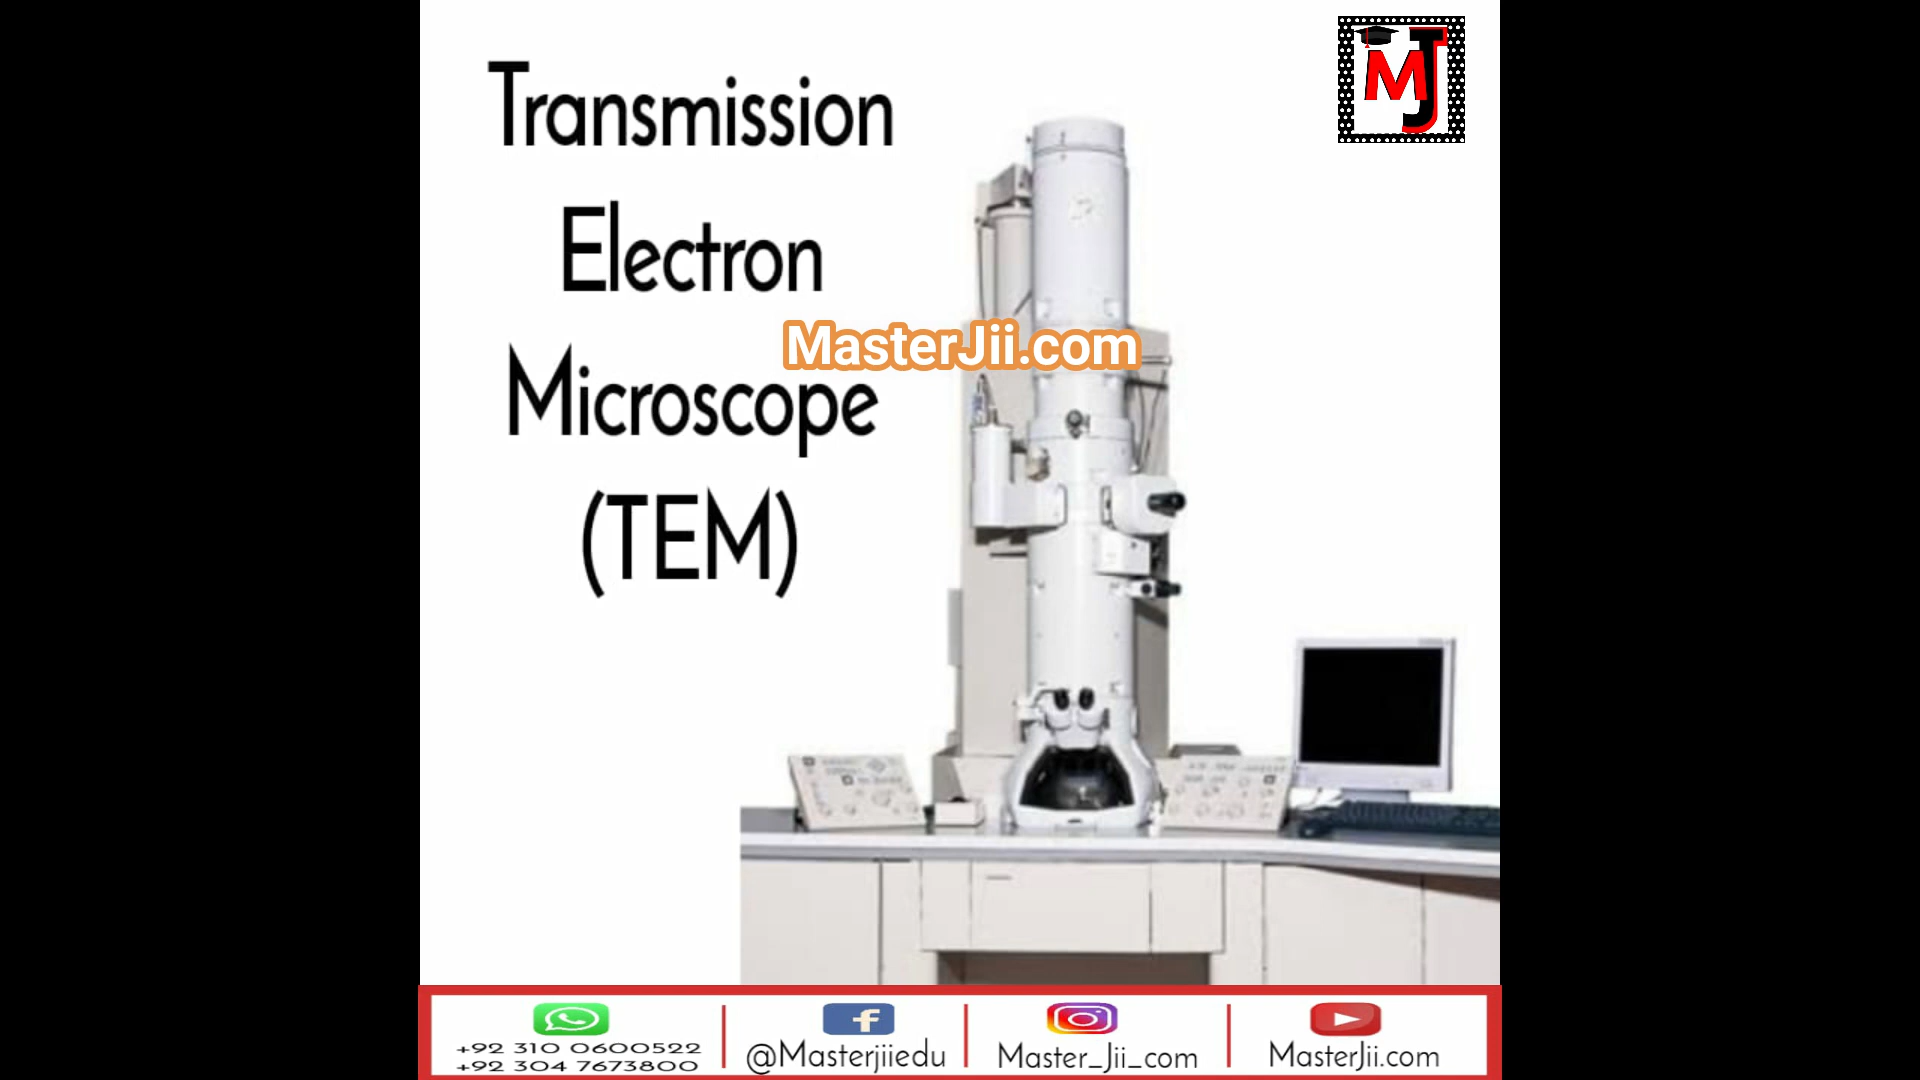 Transmission
Electron
MasterJii.com
Microscope
(TEM)
MJ
+92 310 0600522
+92 304 7673800
@Masterjiiedu
Master_Jii_com
MasterJii.com